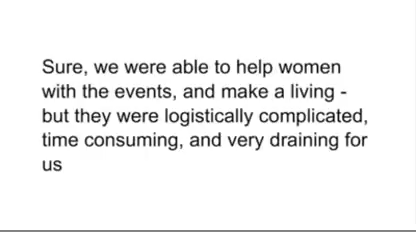 Sure, we were able to help women
with the events, and make a living -
but they were logistically complicated,
time consuming, and very draining for
us